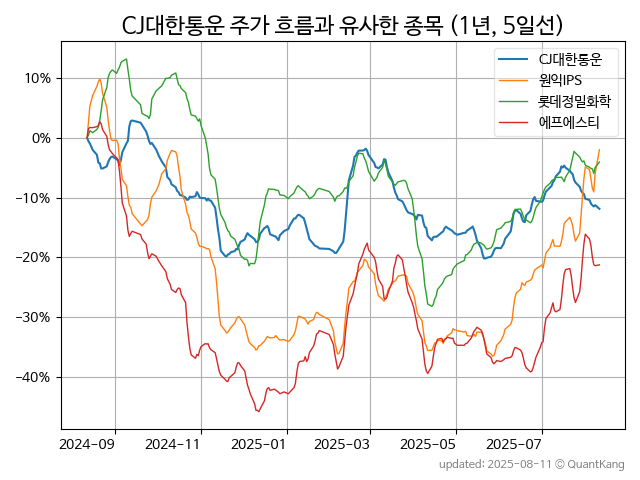 CJ대한통운 주가 흐름과 유사한 종목 (1년, 5일선)
CJ대한통운
원익IPS
롯데정밀화학
에프에스티
10%
0%
−10%
−20%
−30%
−40%
2024−09 2024−11 2025−01 2025−03 2025−05 2025−07
updated: 2025-08-11 © QuantKang